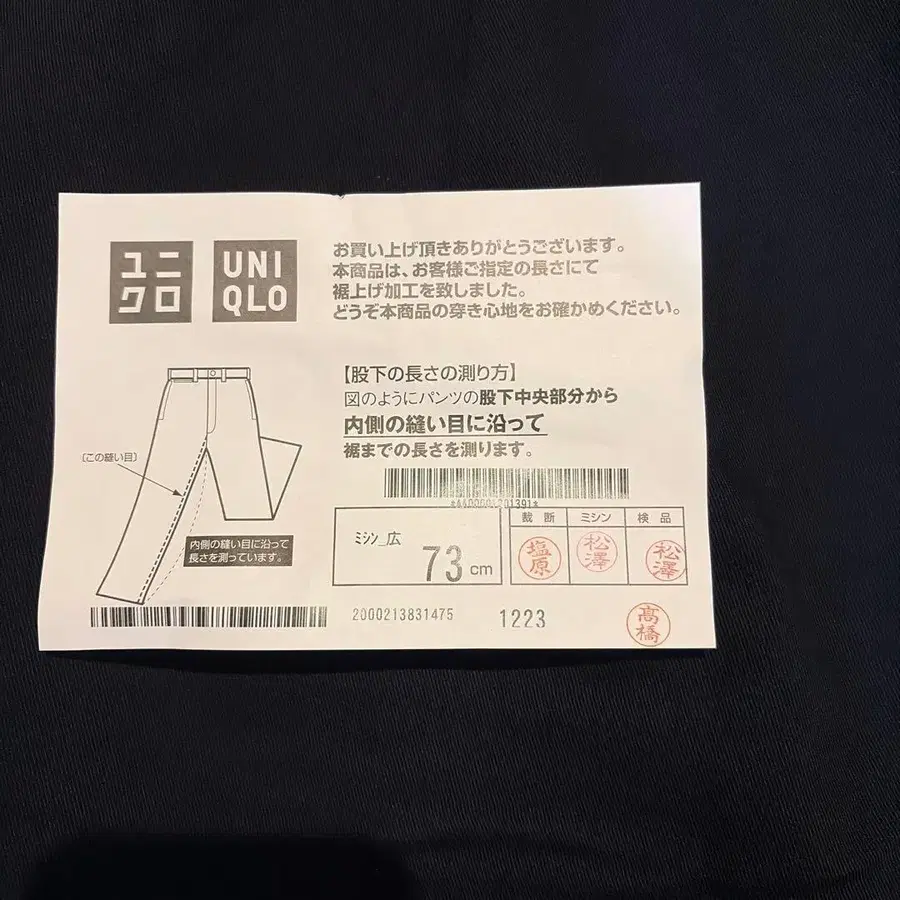 ユニ
クロ
UNI
QLO
お買い上げ頂きありがとうございます。
本商品は、お客様ご指定の長さにて
裾上げ加工を致しました。
どうぞ本商品の穿き心地をお確かめください。
【股下の長さの測り方】
図のようにパンツの股下中央部分から
内側の縫い目に沿って
裾までの長さを測ります。
〔この縫い目〕
内側の縫い目に沿って
長さを測っています。
ﾐｼﾝ_広
73 cm
裁断 ミシン 検品
塩原 松澤 松澤
2000213831475 1223
高橋